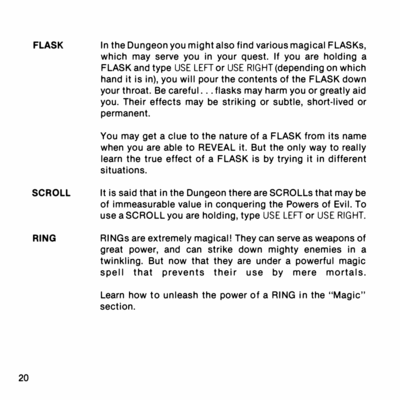 FLASK In the Dungeon you might also find various magical FLASKs,
which may serve you in your quest. If you are holding a
FLASK and type USE LEFT or USE RIGHT (depending on which
hand it is in), you will pour the contents of the FLASK down
your throat. Be careful . . . flasks may harm you or greatly aid
you. Their effects may be striking or subtle, short-lived or
permanent.
You may get a clue to the nature of a FLASK from its name
when you are able to REVEAL it. But the only way to really
learn the true effect of a FLASK is by trying it in different
situations.
SCROLL It is said that in the Dungeon there are SCROLLs that may be
of immeasurable value in conquering the Powers of Evil. To
use a SCROLL you are holding, type USE LEFT or USE RIGHT.
RING RINGs are extremely magical! They can serve as weapons of
great power, and can strike down mighty enemies in a
twinkling. But now that they are under a powerful magic
spell that prevents their use by mere mortals.
Learn how to unleash the power of a RING in the "Magic"
section.
20